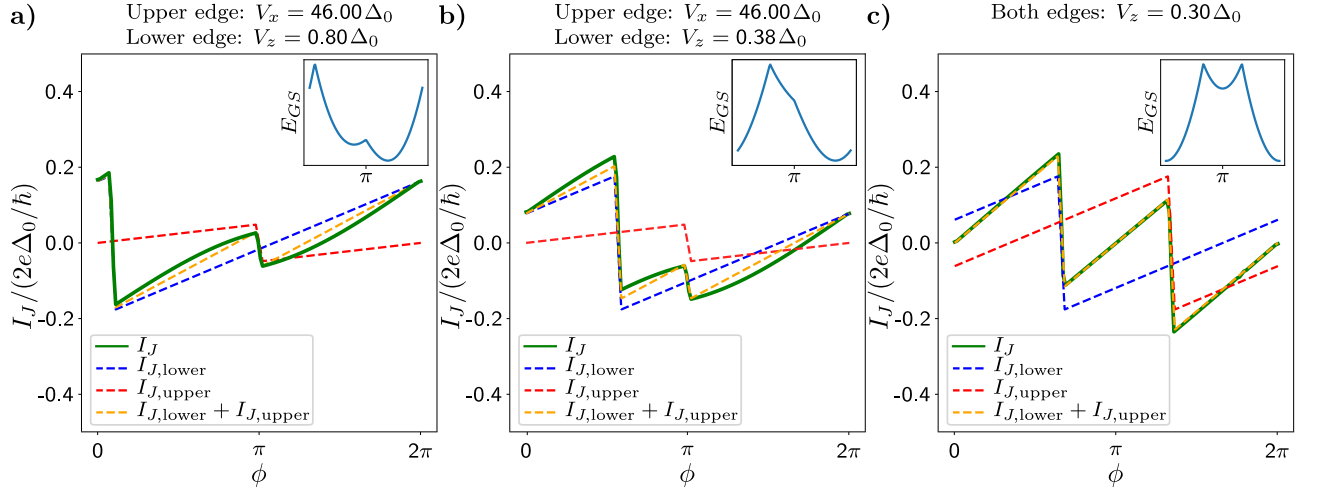 a)
Upper edge: V_x = 46.00 Δ_0
Lower edge: V_z = 0.80 Δ_0
I_J/(2eΔ_0/ħ)
0.4
0.2
0.0
-0.2
-0.4
0
π
2π
ϕ
E_GS
π
I_J
I_J,lower
I_J,upper
I_J,lower + I_J,upper
b)
Upper edge: V_x = 46.00 Δ_0
Lower edge: V_z = 0.38 Δ_0
I_J/(2eΔ_0/ħ)
0.4
0.2
0.0
-0.2
-0.4
0
π
2π
ϕ
E_GS
π
I_J
I_J,lower
I_J,upper
I_J,lower + I_J,upper
c)
Both edges: V_z = 0.30 Δ_0
I_J/(2eΔ_0/ħ)
0.4
0.2
0.0
-0.2
-0.4
0
π
2π
ϕ
E_GS
π
I_J
I_J,lower
I_J,upper
I_J,lower + I_J,upper